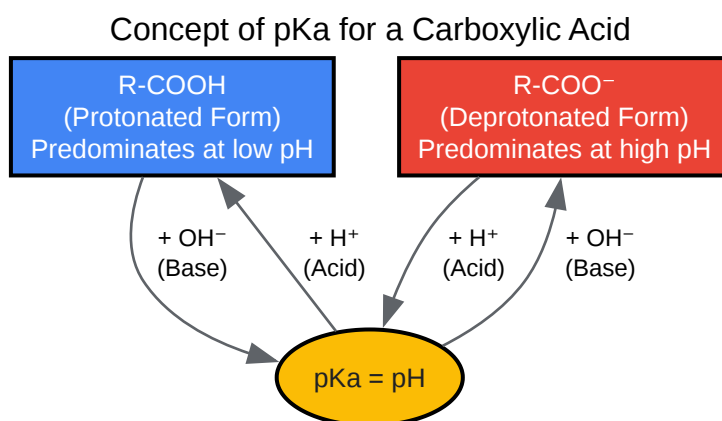 Concept of pKa for a Carboxylic Acid
R-COOH
(Protonated Form)
Predominates at low pH
R-COO⁻
(Deprotonated Form)
Predominates at high pH
+ OH⁻
(Base)
+ H⁺
(Acid)
+ H⁺
(Acid)
+ OH⁻
(Base)
pKa = pH